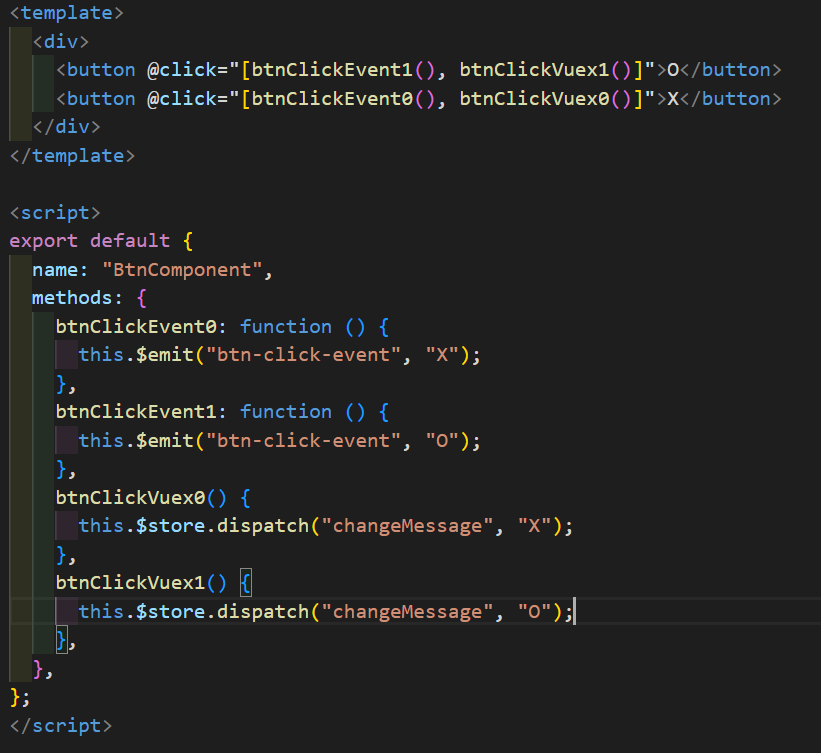 <template>
  <div>
    <button @click="[btnClickEvent1(), btnClickVuex1()]">O</button>
    <button @click="[btnClickEvent0(), btnClickVuex0()]">X</button>
  </div>
</template>

<script>
export default {
  name: "BtnComponent",
  methods: {
    btnClickEvent0: function () {
      this.$emit("btn-click-event", "X");
    },
    btnClickEvent1: function () {
      this.$emit("btn-click-event", "O");
    },
    btnClickVuex0() {
      this.$store.dispatch("changeMessage", "X");
    },
    btnClickVuex1() {
      this.$store.dispatch("changeMessage", "O");
    },
  },
};
</script>